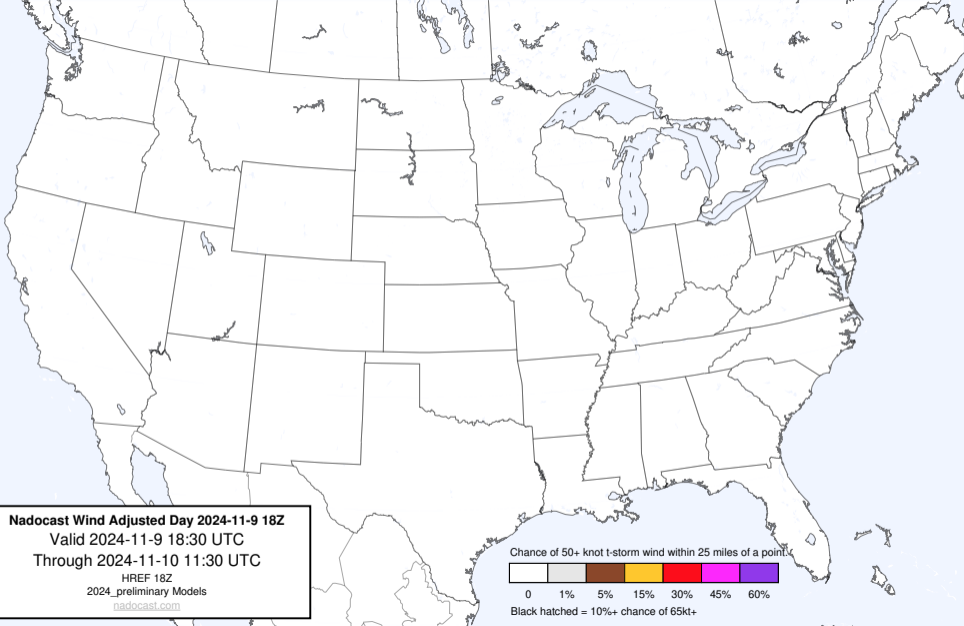 Nadocast Wind Adjusted Day 2024-11-9 18Z
Valid 2024-11-9 18:30 UTC
Through 2024-11-10 11:30 UTC
HREF 18Z
2024_preliminary Models
nadocast.com
Chance of 50+ knot t-storm wind within 25 miles of a point.
0 1% 5% 15% 30% 45% 60%
Black hatched = 10%+ chance of 65kt+